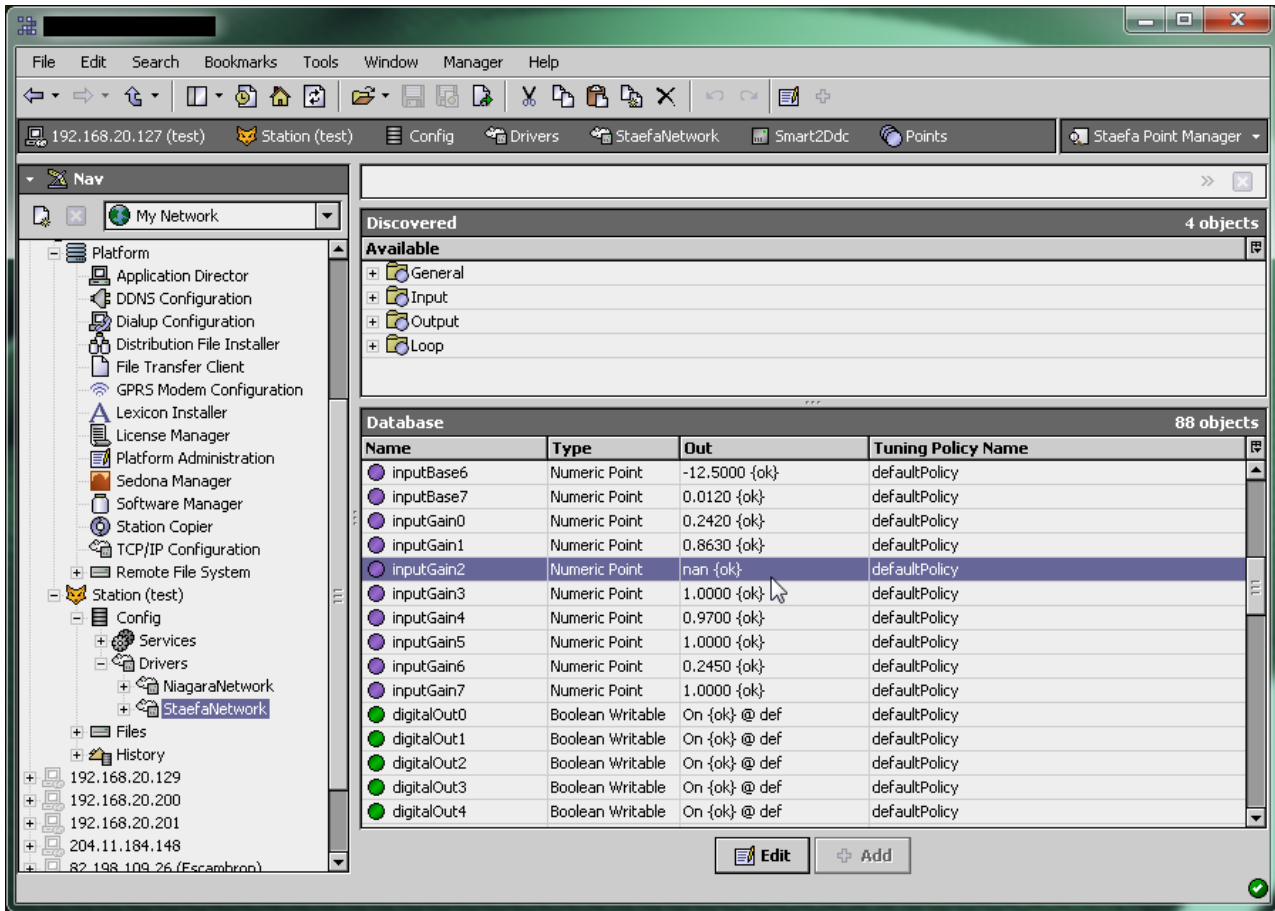 File Edit Search Bookmarks Tools Window Manager Help
192.168.20.127 (test) Station (test) Config Drivers StaefaNetwork Smart2Ddc Points Staefa Point Manager
Nav
My Network
Platform
Application Director
DDNS Configuration
Dialup Configuration
Distribution File Installer
File Transfer Client
GPRS Modem Configuration
Lexicon Installer
License Manager
Platform Administration
Sedona Manager
Software Manager
Station Copier
TCP/IP Configuration
Remote File System
Station (test)
Config
Services
Drivers
NiagaraNetwork
StaefaNetwork
Files
History
192.168.20.129
192.168.20.200
192.168.20.201
204.11.184.148
82.198.109.26 (Escambron)
Discovered 4 objects
Available
General
Input
Output
Loop
Database 88 objects
Name Type Out Tuning Policy Name
inputBase6 Numeric Point -12.5000 {ok} defaultPolicy
inputBase7 Numeric Point 0.0120 {ok} defaultPolicy
inputGain0 Numeric Point 0.2420 {ok} defaultPolicy
inputGain1 Numeric Point 0.8630 {ok} defaultPolicy
inputGain2 Numeric Point nan {ok} defaultPolicy
inputGain3 Numeric Point 1.0000 {ok} defaultPolicy
inputGain4 Numeric Point 0.9700 {ok} defaultPolicy
inputGain5 Numeric Point 1.0000 {ok} defaultPolicy
inputGain6 Numeric Point 0.2450 {ok} defaultPolicy
inputGain7 Numeric Point 1.0000 {ok} defaultPolicy
digitalOut0 Boolean Writable On {ok} @ def defaultPolicy
digitalOut1 Boolean Writable On {ok} @ def defaultPolicy
digitalOut2 Boolean Writable On {ok} @ def defaultPolicy
digitalOut3 Boolean Writable On {ok} @ def defaultPolicy
digitalOut4 Boolean Writable On {ok} @ def defaultPolicy
Edit Add